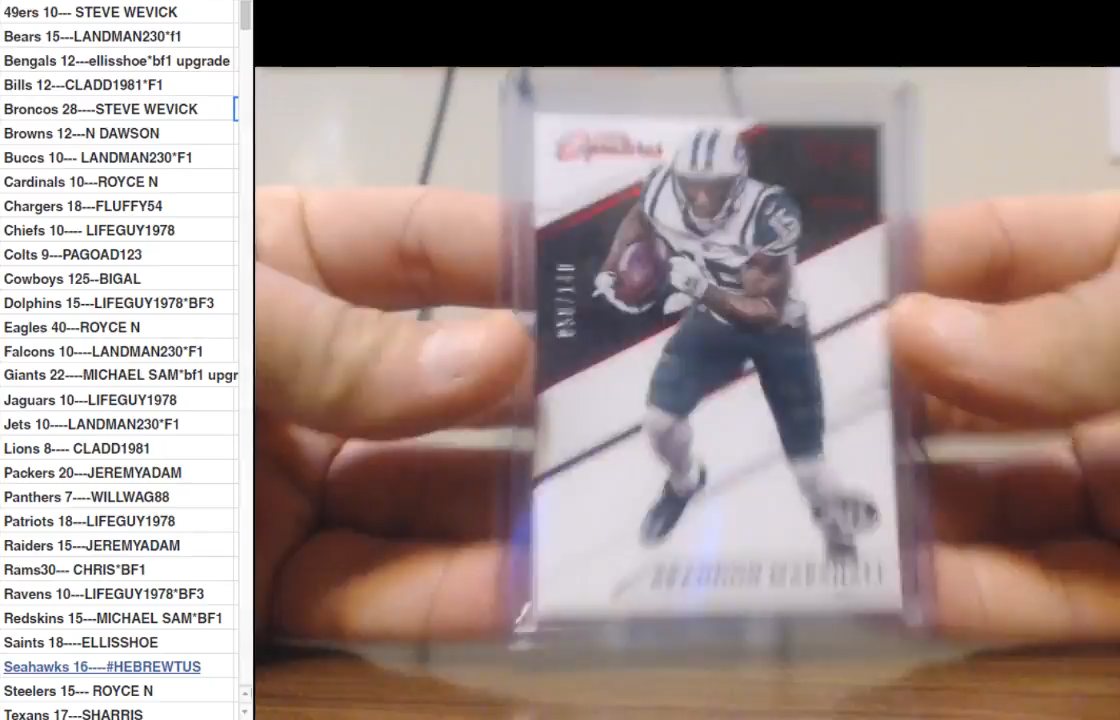 49ers 10--- STEVE WEVICK
Bears 15---LANDMAN230*f1
Bengals 12---ellisshoe*bf1 upgrade
Bills 12---CLADD1981*F1
Broncos 28----STEVE WEVICK
Browns 12---N DAWSON
Buccs 10--- LANDMAN230*F1
Cardinals 10---ROYCE N
Chargers 18---FLUFFY54
Chiefs 10---- LIFEGUY1978
Colts 9---PAGOAD123
Cowboys 125--BIGAL
Dolphins 15---LIFEGUY1978*BF3
Eagles 40---ROYCE N
Falcons 10----LANDMAN230*F1
Giants 22----MICHAEL SAM*bf1 upgr
Jaguars 10---LIFEGUY1978
Jets 10----LANDMAN230*F1
Lions 8---- CLADD1981
Packers 20---JEREMYADAM
Panthers 7----WILLWAG88
Patriots 18---LIFEGUY1978
Raiders 15---JEREMYADAM
Rams30--- CHRIS*BF1
Ravens 10---LIFEGUY1978*BF3
Redskins 15---MICHAEL SAM*BF1
Saints 18----ELLISSHOE
Seahawks 16----#HEBREWTUS
Steelers 15--- ROYCE N
Texans 17---SHARRIS
15